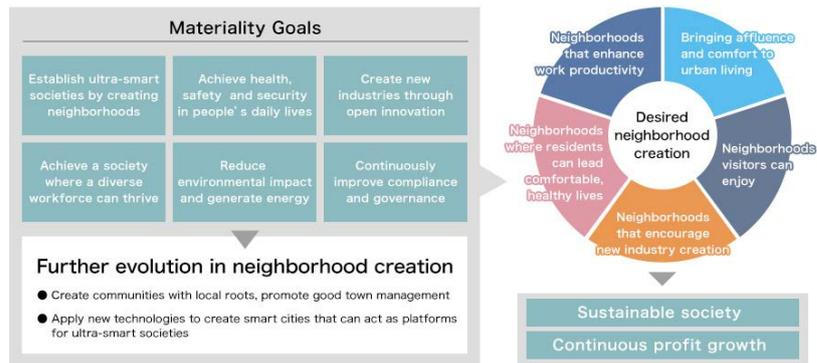 Materiality Goals
Establish ultra-smart
societies by creating
neighborhoods
Achieve health,
safety and security
in people's daily lives
Create new
industries through
open innovation
Achieve a society
where a diverse
workforce can thrive
Reduce
environmental impact
and generate energy
Continuously
improve compliance
and governance
Further evolution in neighborhood creation
● Create communities with local roots, promote good town management
● Apply new technologies to create smart cities that can act as platforms
for ultra-smart societies
Neighborhoods
that enhance
work productivity
Bringing affluence
and comfort to
urban living
Neighborhoods
where residents
can lead
comfortable,
healthy lives
Desired
neighborhood
creation
Neighborhoods
visitors can
enjoy
Neighborhoods
that encourage
new industry creation
Sustainable society
Continuous profit growth